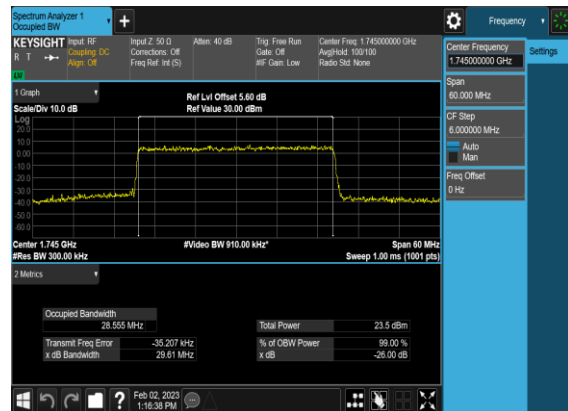 Spectrum Analyzer 1
Occupied BW
+
Frequency
KEYSIGHT
R T
LW
Input: RF
Coupling: DC
Align: Off
Input Z: 50 Ω
Corrections: Off
Freq Ref: Int (S)
Atten: 40 dB
Trig: Free Run
Gate: Off
#IF Gain: Low
Center Freq: 1.745000000 GHz
Avg|Hold: 100/100
Radio Std: None
Center Frequency
1.745000000 GHz
Settings
Span
60.000 MHz
CF Step
6.000000 MHz
Auto
Man
Freq Offset
0 Hz
1 Graph
Scale/Div 10.0 dB
Ref Lvl Offset 5.60 dB
Ref Value 30.00 dBm
Log
20.0
10.0
0.00
-10.0
-20.0
-30.0
-40.0
-50.0
-60.0
Center 1.745 GHz
#Res BW 300.00 kHz
#Video BW 910.00 kHz*
Span 60 MHz
Sweep 1.00 ms (1001 pts)
2 Metrics
Occupied Bandwidth
28.555 MHz
Total Power 23.5 dBm
Transmit Freq Error -35.207 kHz
% of OBW Power 99.00 %
x dB Bandwidth 29.61 MHz
x dB -26.00 dB
?
Feb 02, 2023
1:16:38 PM